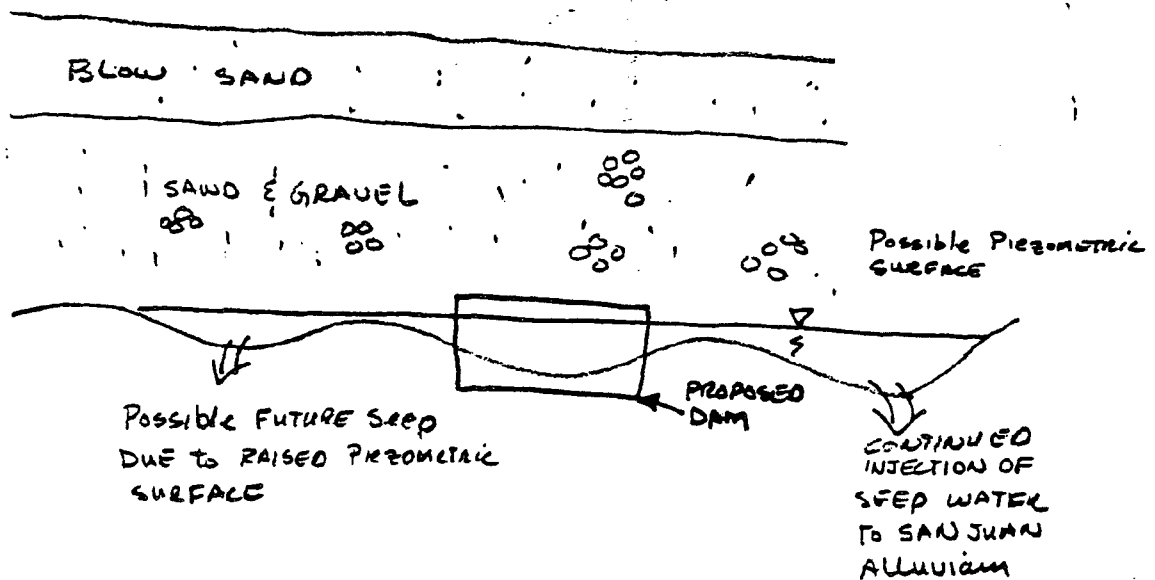 BLOW SAND
SAND & GRAVEL
Possible Piezometric
SURFACE
PROPOSED
DAM
Possible FUTURE Seep
DUE to RAISED PIEZOMETRIC
SURFACE
CONTINUED
INJECTION OF
SEEP WATER
TO SAN JUAN
Alluvium